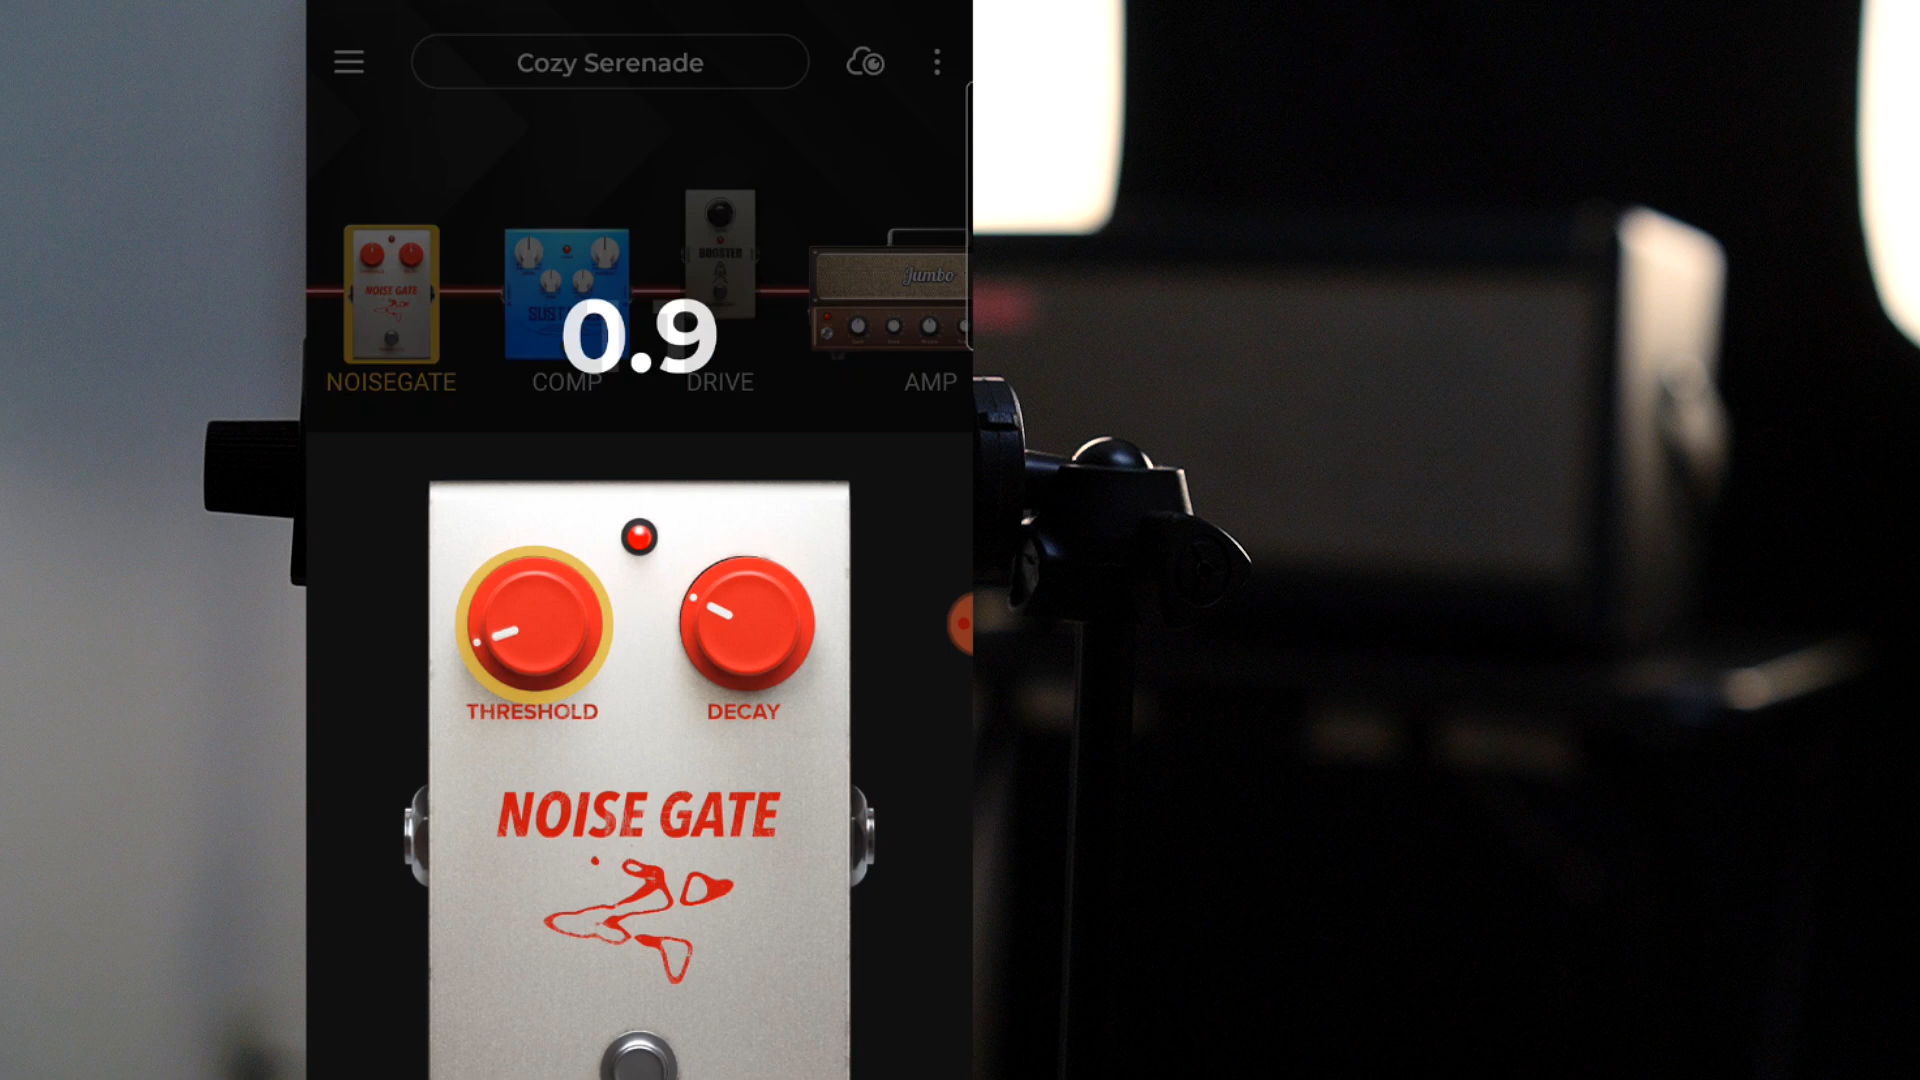 Cozy Serenade
NOISE GATE
BOOSTER
Jumbo
0.9
NOISEGATE
COMP
DRIVE
AMP
THRESHOLD
DECAY
NOISE GATE